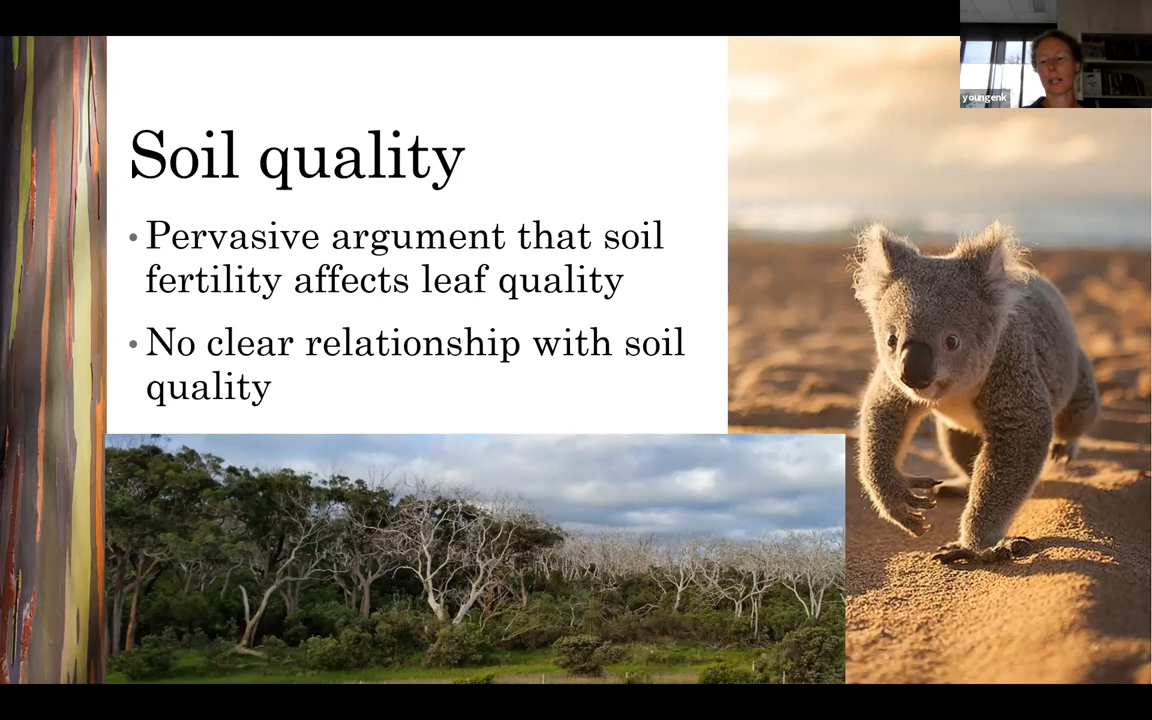 youngenk
Soil quality
• Pervasive argument that soil
fertility affects leaf quality
• No clear relationship with soil
quality